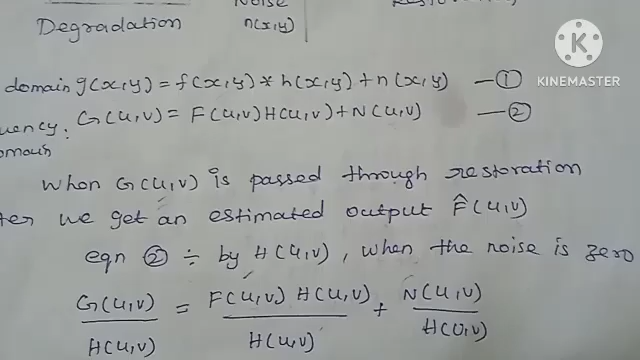 Degradation
n(x,y)
KINEMASTER
domain g(x,y) = f(x,y) * h(x,y) + n(x,y) — ①
G(u,v) = F(u,v) H(u,v) + N(u,v) — ②
When G(u,v) is passed through restoration
we get an estimated output F̂(u,v)
eqn ② ÷ by H(u,v), when the noise is zero
G(u,v)/H(u,v) = F(u,v) H(u,v)/H(u,v) + N(u,v)/H(u,v)